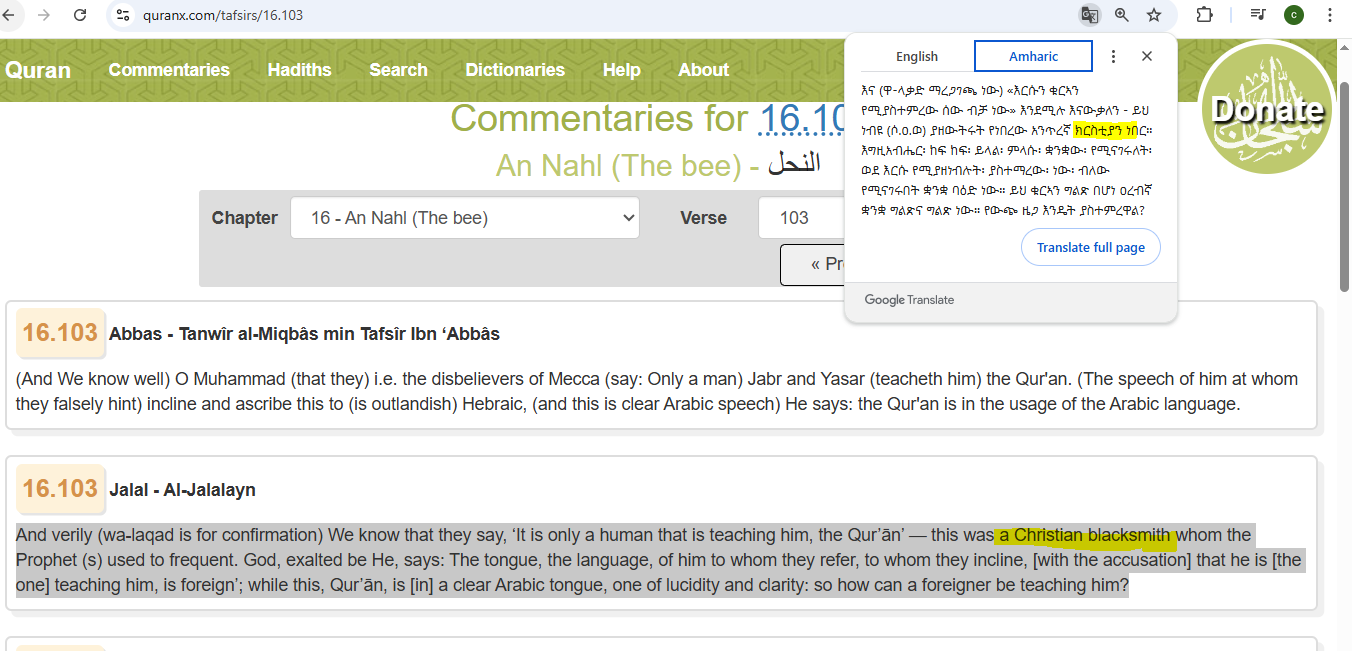 quranx.com/tafsirs/16.103
c
Quran
Commentaries
Hadiths
Search
Dictionaries
Help
About
Donate
English
Amharic
እና (ዋ-ላቃድ ማረጋገጫ ነው) «እርሱን ቁርኣን
የሚያስተምረው ሰው ብቻ ነው» እንደሚሉ እናውቃለን - ይህ
ነብዩ (ሶ.ዐ.ወ) ያዘውትሩት የነበረው አንጥረኛ ክርስቲያን ነበር።
እግዚአብሔር፡ ከፍ ከፍ፡ ይላል፡ ምላሱ፡ ቋንቋው፡ የሚናገሩለት፡
ወደ እርሱ የሚያዘነብሉት፡ ያስተማረው፡ ነው፡ ብለው
የሚናገሩበት ቋንቋ ባዕድ ነው። ይህ ቁርኣን ግልጽ በሆነ ዐረብኛ
ቋንቋ ግልጽና ግልጽ ነው። የውጭ ዜጋ እንዴት ያስተምረዋል?
Translate full page
Google Translate
Commentaries for 16.10
An Nahl (The bee) - النحل
Chapter
16 - An Nahl (The bee)
Verse
103
« Pr
16.103 Abbas - Tanwîr al-Miqbâs min Tafsîr Ibn ‘Abbâs
(And We know well) O Muhammad (that they) i.e. the disbelievers of Mecca (say: Only a man) Jabr and Yasar (teacheth him) the Qur'an. (The speech of him at whom
they falsely hint) incline and ascribe this to (is outlandish) Hebraic, (and this is clear Arabic speech) He says: the Qur'an is in the usage of the Arabic language.
16.103 Jalal - Al-Jalalayn
And verily (wa-laqad is for confirmation) We know that they say, ‘It is only a human that is teaching him, the Qur’ān’ — this was a Christian blacksmith whom the
Prophet (s) used to frequent. God, exalted be He, says: The tongue, the language, of him to whom they refer, to whom they incline, [with the accusation] that he is [the
one] teaching him, is foreign’; while this, Qur’ān, is [in] a clear Arabic tongue, one of lucidity and clarity: so how can a foreigner be teaching him?